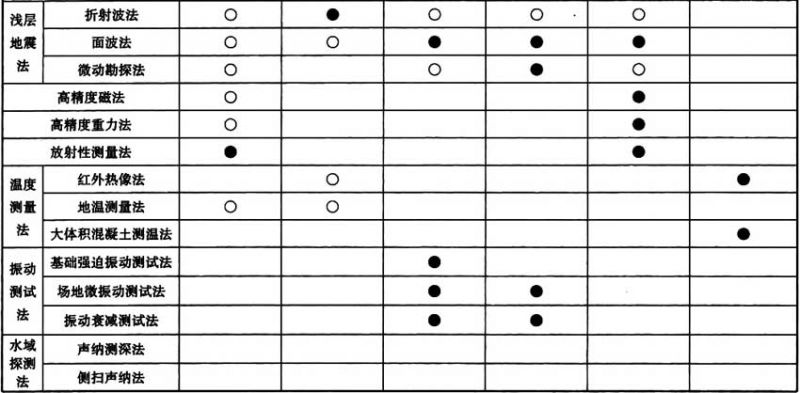 浅层地震法 折射波法 ○ ● ○ ○ ○
面波法 ○ ○ ● ● ●
微动勘探法 ○ ○ ● ○
高精度磁法 ○ ●
高精度重力法 ○ ●
放射性测量法 ● ●
温度测量法 红外热像法 ○ ●
地温测量法 ○ ○
大体积混凝土测温法 ●
振动测试法 基础强迫振动测试法 ●
场地微振动测试法 ● ●
振动衰减测试法 ● ●
水域探测法 声纳测深法
侧扫声纳法